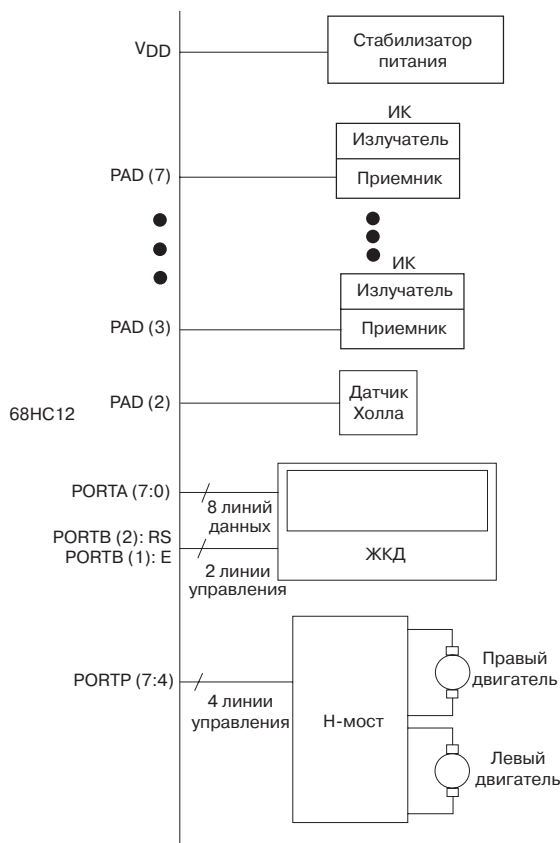 VDD
Стабилизатор
питания
ИК
Излучатель
PAD (7)
Приемник
ИК
Излучатель
PAD (3)
Приемник
68HC12
PAD (2)
Датчик
Холла
PORTA (7:0)
8 линий
данных
PORTB (2): RS
PORTB (1): E
2 линии
управления
ЖКД
PORTP (7:4)
4 линии
управления
Н-мост
Правый
двигатель
Левый
двигатель